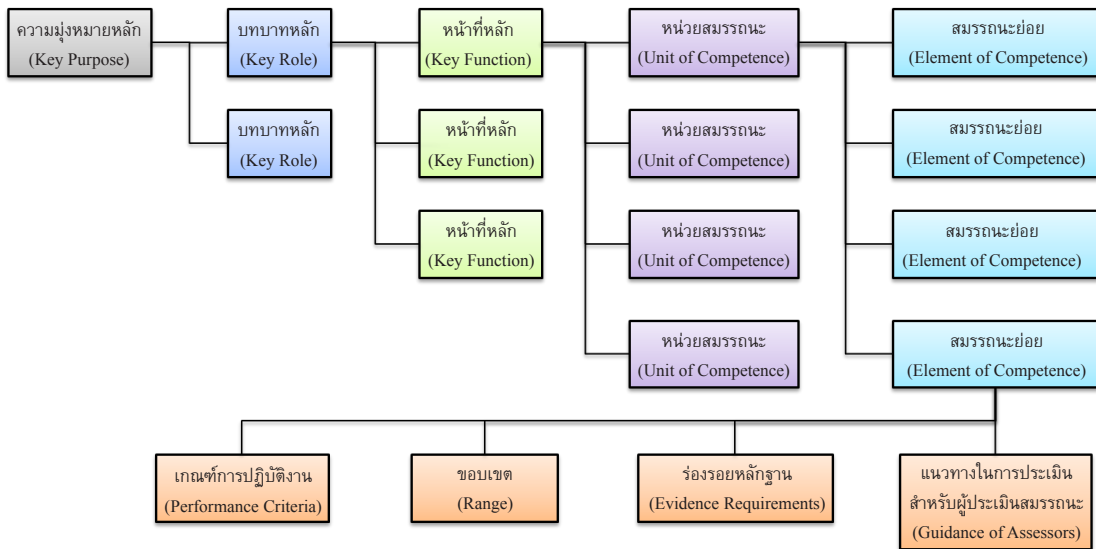 ความมุ่งหมายหลัก
(Key Purpose)
บทบาทหลัก
(Key Role)
หน้าที่หลัก
(Key Function)
หน่วยสมรรถนะ
(Unit of Competence)
สมรรถนะย่อย
(Element of Competence)
บทบาทหลัก
(Key Role)
หน้าที่หลัก
(Key Function)
หน่วยสมรรถนะ
(Unit of Competence)
สมรรถนะย่อย
(Element of Competence)
หน้าที่หลัก
(Key Function)
หน่วยสมรรถนะ
(Unit of Competence)
สมรรถนะย่อย
(Element of Competence)
หน่วยสมรรถนะ
(Unit of Competence)
สมรรถนะย่อย
(Element of Competence)
เกณฑ์การปฏิบัติงาน
(Performance Criteria)
ขอบเขต
(Range)
ร่องรอยหลักฐาน
(Evidence Requirements)
แนวทางในการประเมิน
สำหรับผู้ประเมินสมรรถนะ
(Guidance of Assessors)